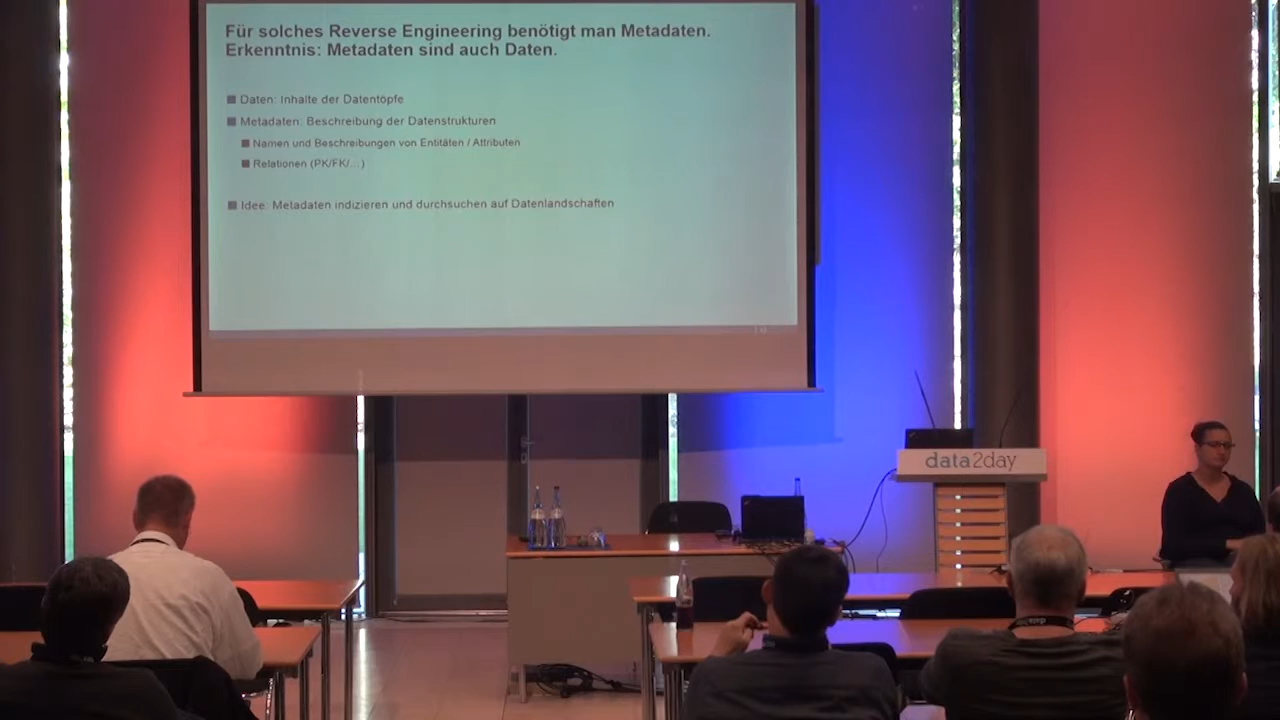 Für solches Reverse Engineering benötigt man Metadaten.
Erkenntnis: Metadaten sind auch Daten.
Daten: Inhalte der Datentöpfe
Metadaten: Beschreibung der Datenstrukturen
Namen und Beschreibungen von Entitäten / Attributen
Relationen (PK/FK/...)
Idee: Metadaten indizieren und durchsuchen auf Datenlandschaften
data2day